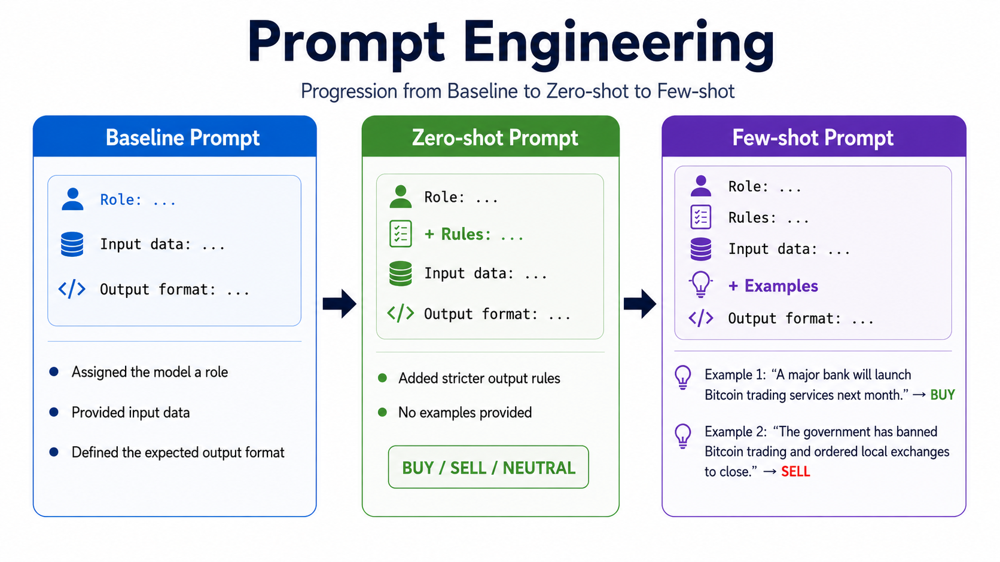 Prompt Engineering
Progression from Baseline to Zero-shot to Few-shot
Baseline Prompt
Role: ...
Input data: ...
Output format: ...
Assigned the model a role
Provided input data
Defined the expected output format
Zero-shot Prompt
Role: ...
+ Rules: ...
Input data: ...
Output format: ...
Added stricter output rules
No examples provided
BUY / SELL / NEUTRAL
Few-shot Prompt
Role: ...
Rules: ...
Input data: ...
+ Examples
Output format: ...
Example 1: “A major bank will launch
Bitcoin trading services next month.” → BUY
Example 2: “The government has banned
Bitcoin trading and ordered local exchanges
to close.” → SELL